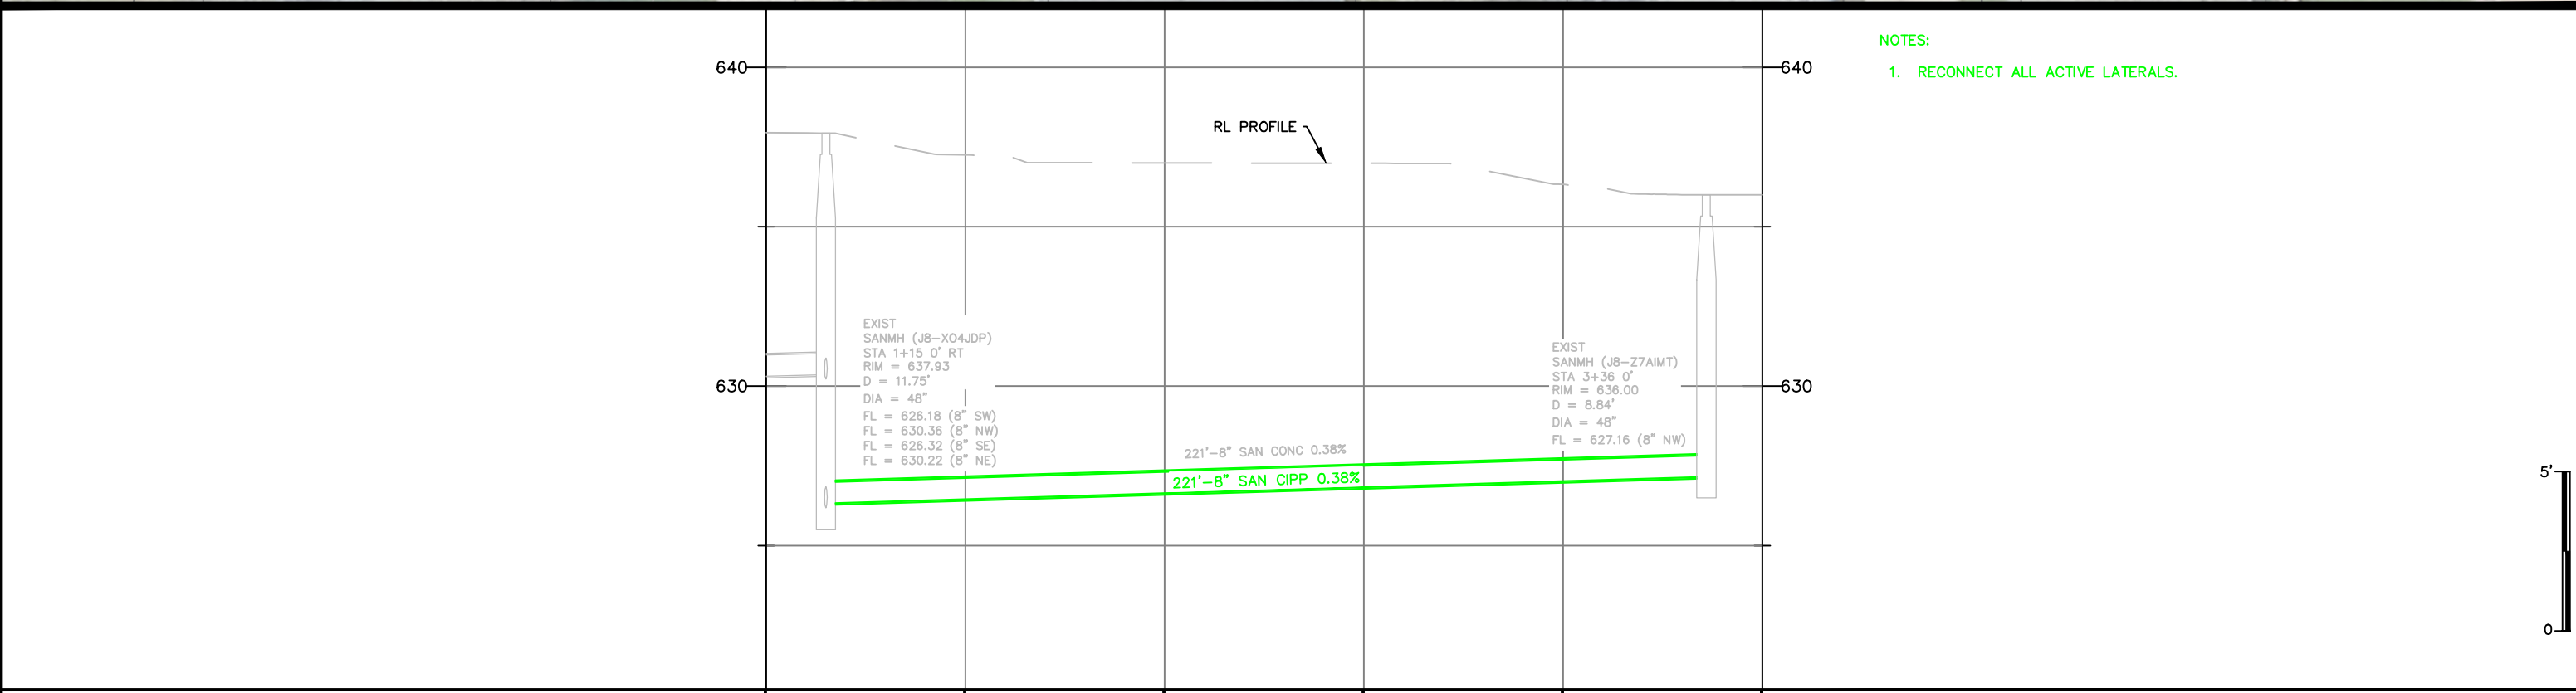 NOTES:
1. RECONNECT ALL ACTIVE LATERALS.
640
640
RL PROFILE
EXIST
SANMH (J8-X04JDP)
STA 1+15 0' RT
RIM = 637.93
D = 11.75'
DIA = 48"
FL = 626.18 (8" SW)
FL = 630.36 (8" NW)
FL = 626.32 (8" SE)
FL = 630.22 (8" NE)
EXIST
SANMH (J8-Z7AIMT)
STA 3+36 0'
RIM = 636.00
D = 8.84'
DIA = 48"
FL = 627.16 (8" NW)
630
630
221'-8" SAN CONC 0.38%
221'-8" SAN CIPP 0.38%
5'
0